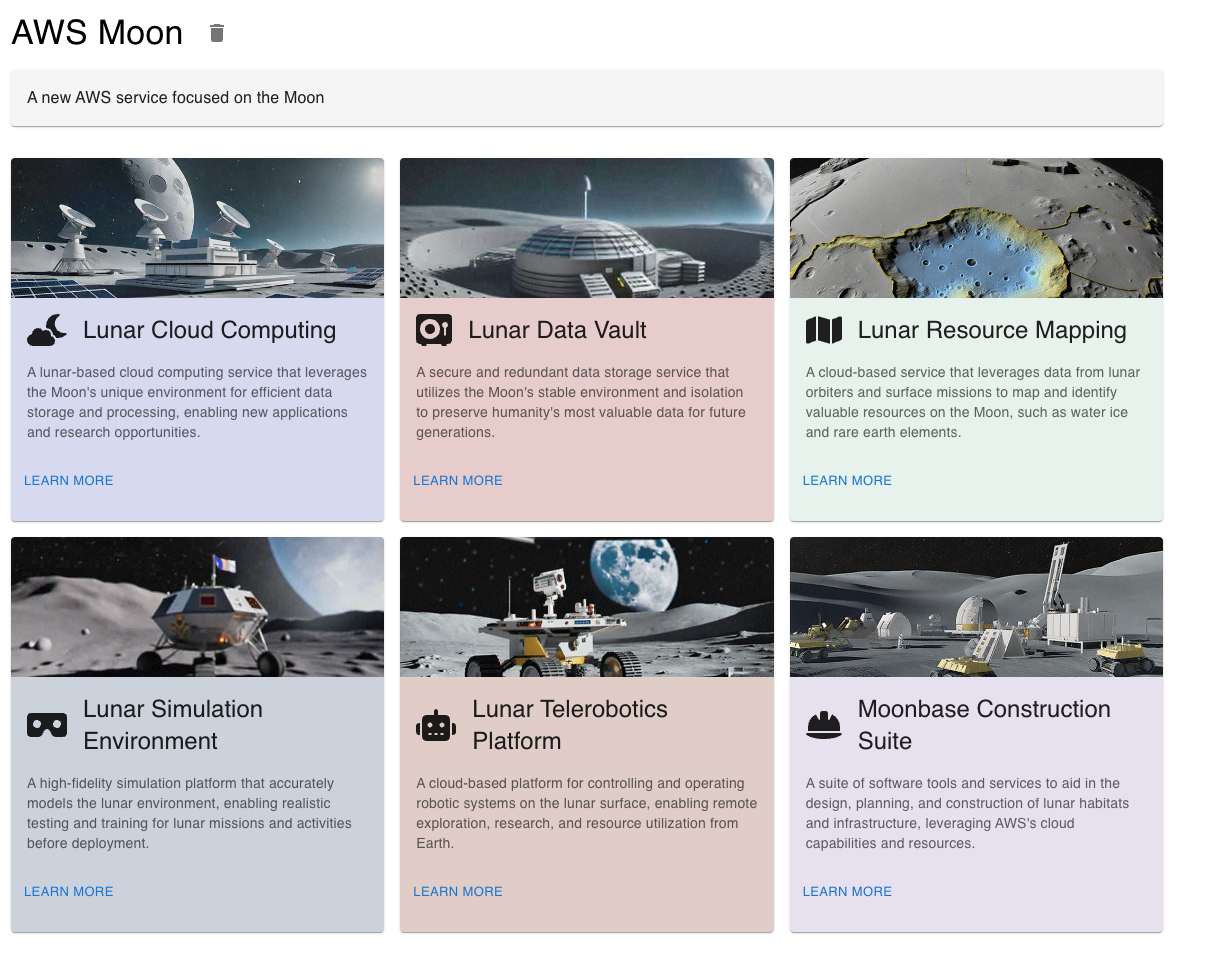 AWS Moon
A new AWS service focused on the Moon
Lunar Cloud Computing
A lunar-based cloud computing service that leverages
the Moon's unique environment for efficient data
storage and processing, enabling new applications
and research opportunities.
LEARN MORE
Lunar Data Vault
A secure and redundant data storage service that
utilizes the Moon's stable environment and isolation
to preserve humanity's most valuable data for future
generations.
LEARN MORE
Lunar Resource Mapping
A cloud-based service that leverages data from lunar
orbiters and surface missions to map and identify
valuable resources on the Moon, such as water ice
and rare earth elements.
LEARN MORE
Lunar Simulation
Environment
A high-fidelity simulation platform that accurately
models the lunar environment, enabling realistic
testing and training for lunar missions and activities
before deployment.
LEARN MORE
Lunar Telerobotics
Platform
A cloud-based platform for controlling and operating
robotic systems on the lunar surface, enabling remote
exploration, research, and resource utilization from
Earth.
LEARN MORE
Moonbase Construction
Suite
A suite of software tools and services to aid in the
design, planning, and construction of lunar habitats
and infrastructure, leveraging AWS's cloud
capabilities and resources.
LEARN MORE